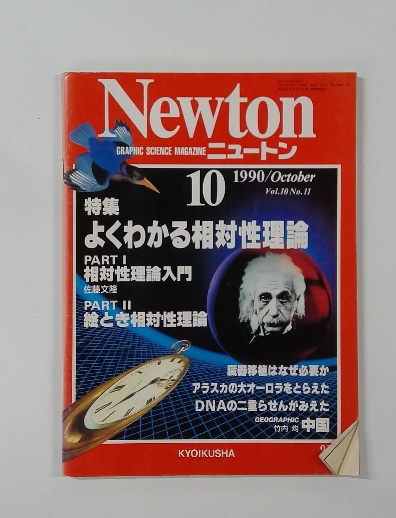 Newton
GRAPHIC SCIENCE MAGAZINE ニュートン
10 1990/October
Vol.10 No.11
特集
よくわかる相対性理論
PART I
相対性理論入門
佐藤文隆
PART II
絵とき相対性理論
臓器移植はなぜ必要か
アラスカの大オーロラをとらえた
DNAの二重らせんがみえた
GEOGRAPHIC
竹内 均 中国
KYOIKUSHA